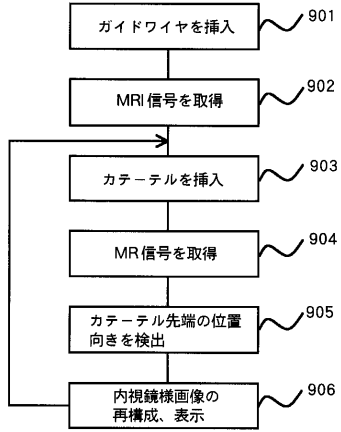 ガイドワイヤを挿入
901
MRI信号を取得
902
カテーテルを挿入
903
MR信号を取得
904
カテーテル先端の位置
向きを検出
905
内視鏡様画像の
再構成、表示
906